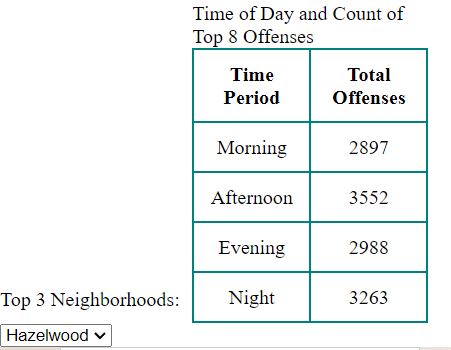 Time of Day and Count of
Top 8 Offenses
Time Period Total Offenses
Morning 2897
Afternoon 3552
Evening 2988
Night 3263
Top 3 Neighborhoods:
Hazelwood